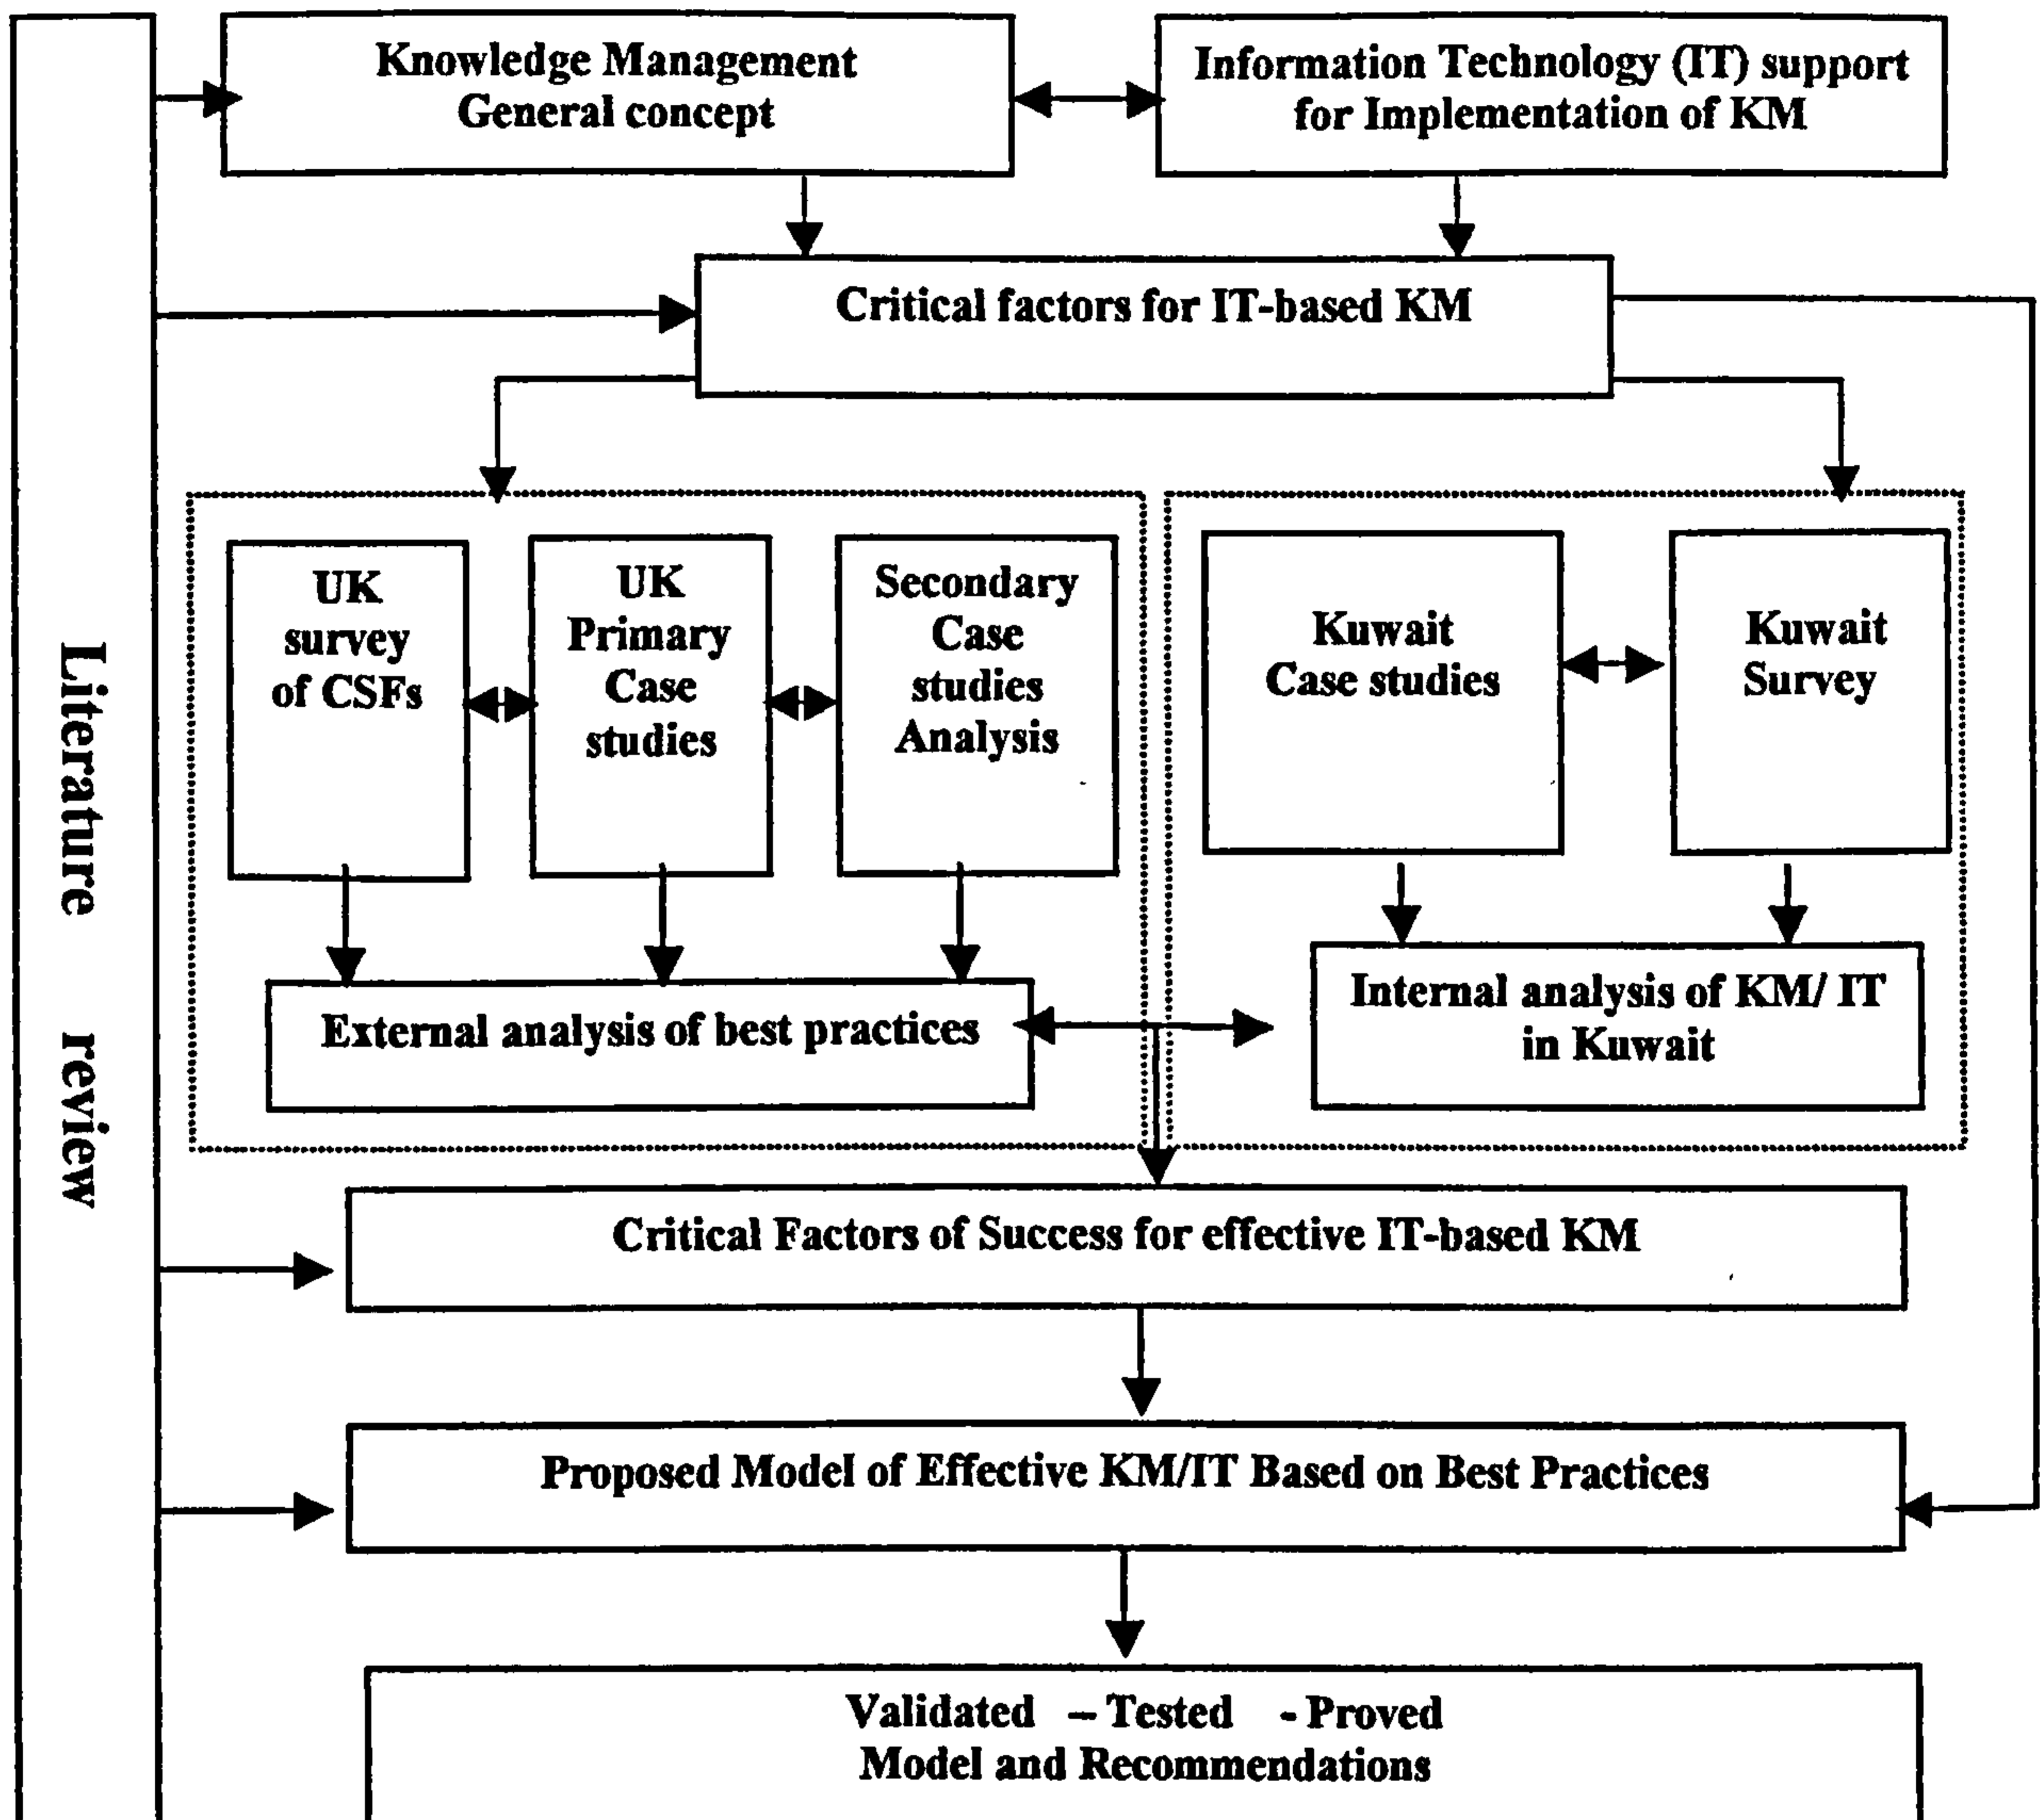 Knowledge Management
General concept
Information Technology (IT) support
for Implementation of KM
Critical factors for IT-based KM
UK
survey
of CSFs
UK
Primary
Case
studies
Secondary
Case
studies
Analysis
Kuwait
Case studies
Kuwait
Survey
External analysis of best practices
Internal analysis of KM/ IT
in Kuwait
Literature review
Critical Factors of Success for effective IT-based KM
Proposed Model of Effective KM/IT Based on Best Practices
Validated – Tested - Proved
Model and Recommendations